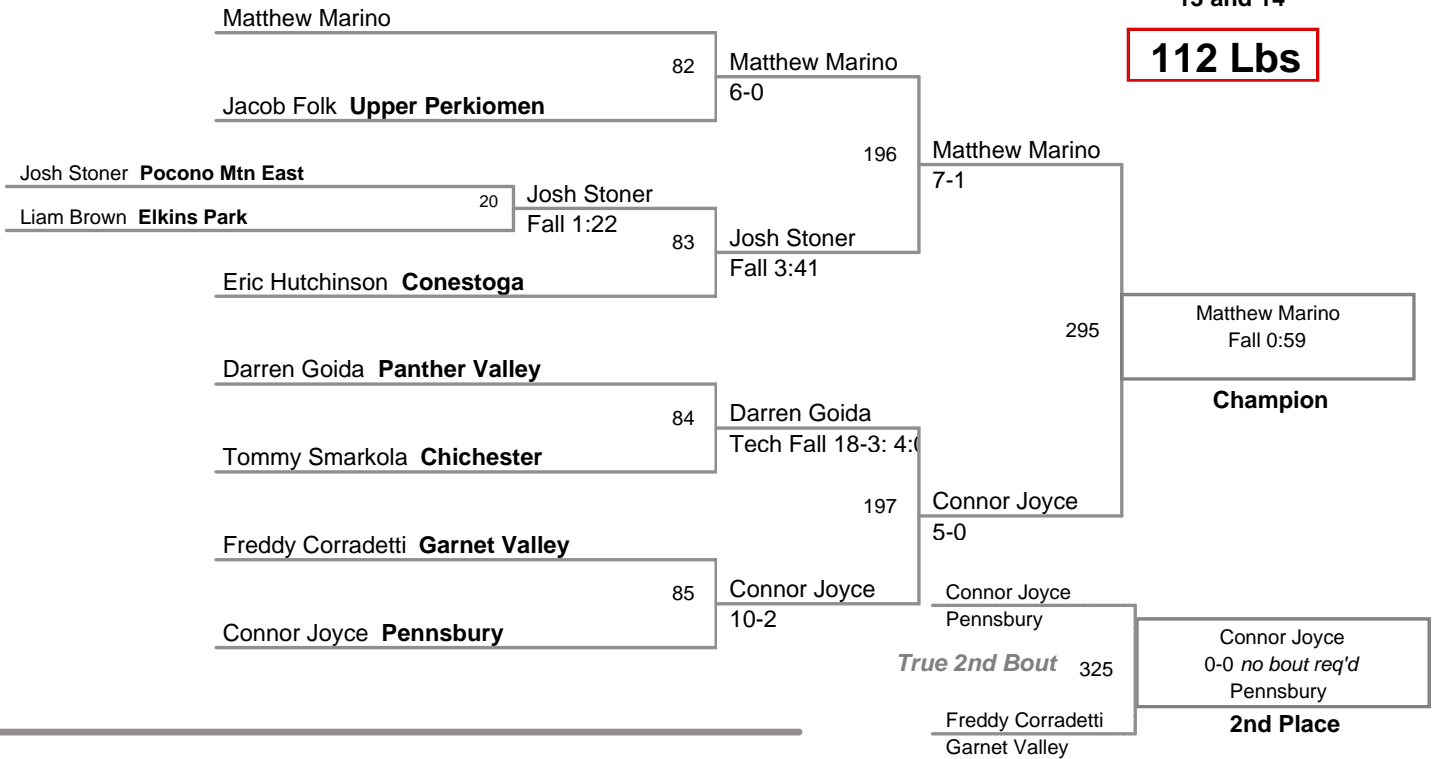 13 and 14
112 Lbs
Matthew Marino
82
Matthew Marino
6-0
Jacob Folk Upper Perkiomen
196
Matthew Marino
7-1
Josh Stoner Pocono Mtn East
20
Josh Stoner
Liam Brown Elkins Park
Fall 1:22
83
Josh Stoner
Fall 3:41
Eric Hutchinson Conestoga
295
Matthew Marino
Fall 0:59
Champion
Darren Goida Panther Valley
84
Darren Goida
Tech Fall 18-3: 4:0
Tommy Smarkola Chichester
197
Connor Joyce
5-0
Freddy Corradetti Garnet Valley
85
Connor Joyce
10-2
Connor Joyce Pennsbury
Connor Joyce
Pennsbury
True 2nd Bout 325
Connor Joyce
0-0 no bout req'd
Pennsbury
2nd Place
Freddy Corradetti
Garnet Valley